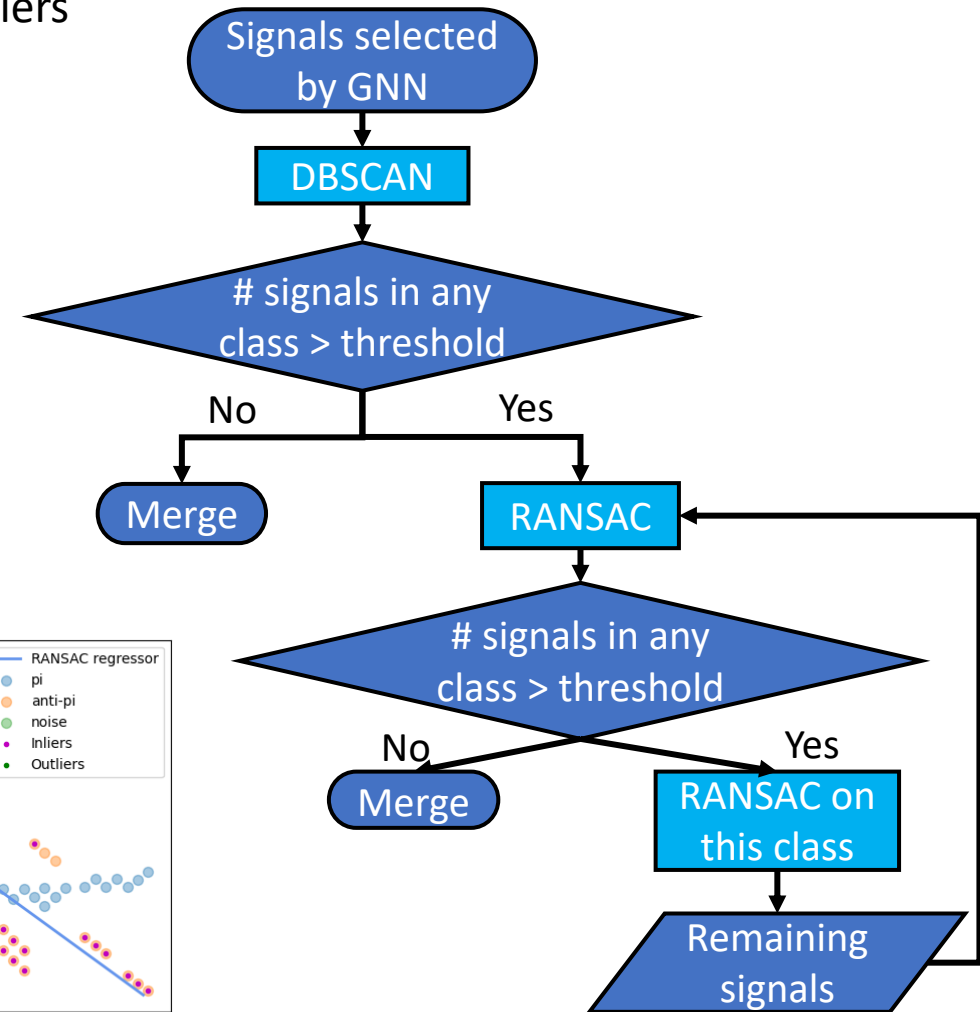 Signals selected
by GNN
DBSCAN
# signals in any
class > threshold
No
Yes
Merge
RANSAC
# signals in any
class > threshold
No
Yes
Merge
RANSAC on
this class
Remaining
signals
RANSAC regressor
pi
anti-pi
noise
Inliers
Outliers